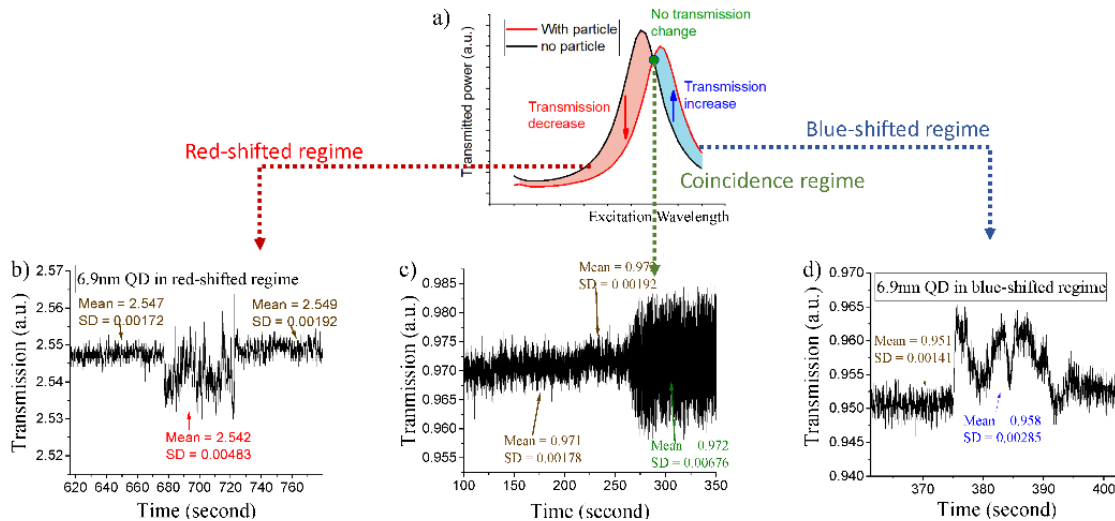 a)
With particle
no particle
No transmission
change
Transmission
decrease
Transmission
increase
Transmitted power (a.u.)
Excitation Wavelength
Red-shifted regime
Blue-shifted regime
Coincidence regime
b)
6.9nm QD in red-shifted regime
Mean = 2.547
SD = 0.00172
Mean = 2.549
SD = 0.00192
Mean = 2.542
SD = 0.00483
2.57
2.56
2.55
2.54
2.53
2.52
Transmission (a.u.)
620 640 660 680 700 720 740 760
Time (second)
c)
SD = 0.00192
Mean = 0.971
SD = 0.00178
Mean 0.972
SD = 0.00676
0.985
0.980
0.975
0.970
0.965
0.960
0.955
Tranmission (a.u.)
100 150 200 250 300 350
Time (second)
d)
6.9nm QD in blue-shifted regime
Mean = 0.951
SD = 0.00141
Mean 0.958
SD = 0.00285
0.970
0.965
0.960
0.955
0.950
0.945
0.940
Transmission (a.u.)
370 380 390 400
Time (second)